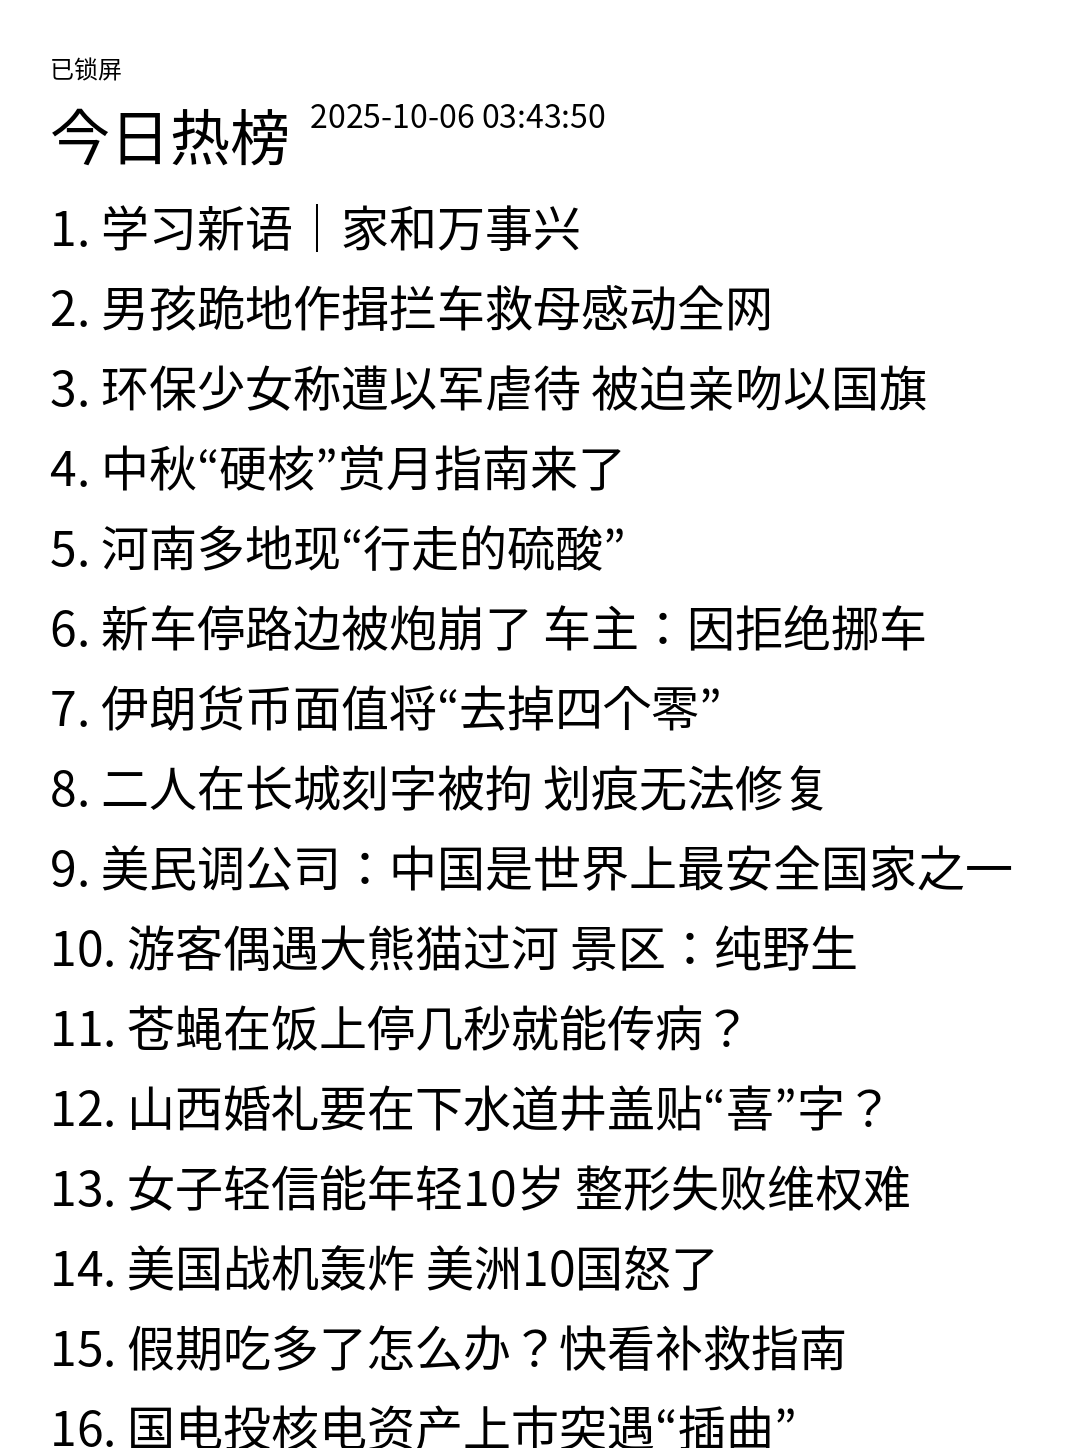 已锁屏
今日热榜 2025-10-06 03:43:50
1. 学习新语｜家和万事兴
2. 男孩跪地作揖拦车救母感动全网
3. 环保少女称遭以军虐待 被迫亲吻以国旗
4. 中秋“硬核”赏月指南来了
5. 河南多地现“行走的硫酸”
6. 新车停路边被炮崩了 车主：因拒绝挪车
7. 伊朗货币面值将“去掉四个零”
8. 二人在长城刻字被拘 划痕无法修复
9. 美民调公司：中国是世界上最安全国家之一
10. 游客偶遇大熊猫过河 景区：纯野生
11. 苍蝇在饭上停几秒就能传病？
12. 山西婚礼要在下水道井盖贴“喜”字？
13. 女子轻信能年轻10岁 整形失败维权难
14. 美国战机轰炸 美洲10国怒了
15. 假期吃多了怎么办？快看补救指南
16. 国电投核电资产上市突遇“插曲”